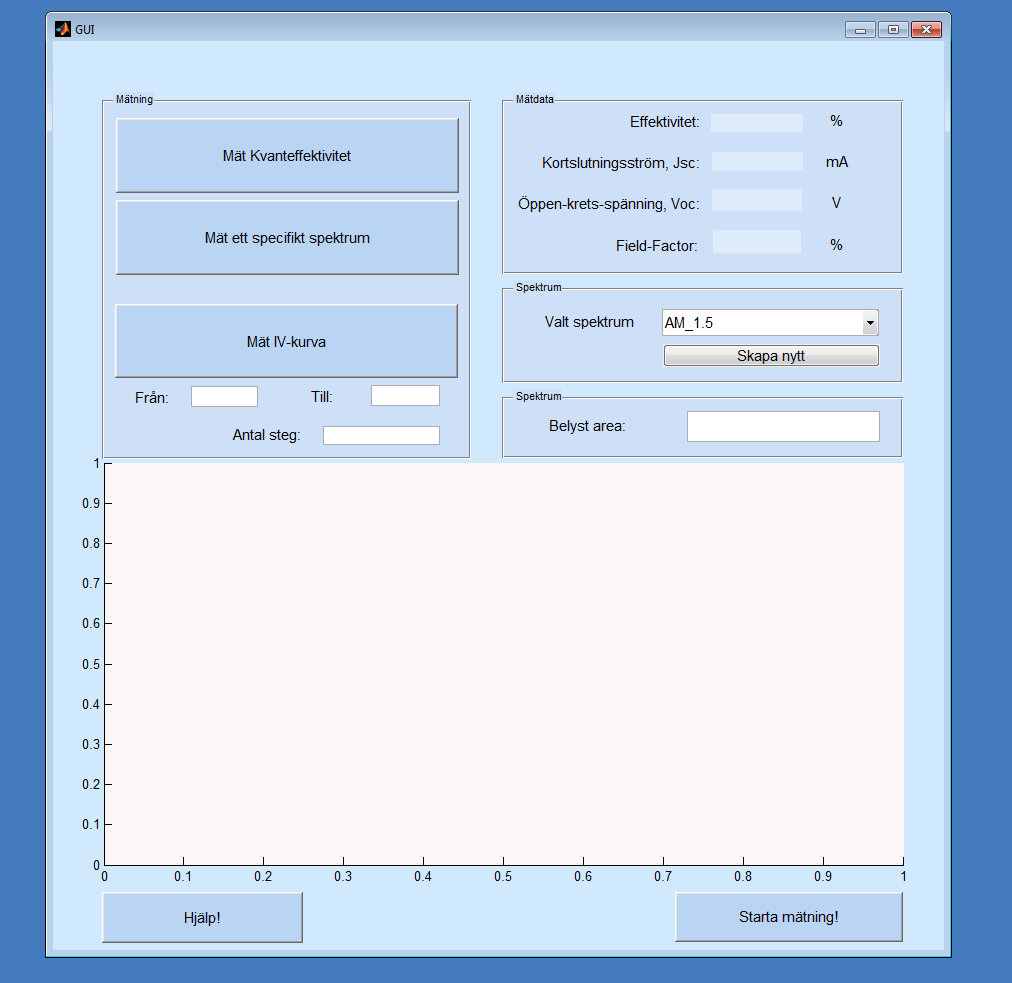 GUI
Mätning
Mät Kvanteffektivitet
Mät ett specifikt spektrum
Mät IV-kurva
Från:
Till:
Antal steg:
Mätdata
Effektivitet: %
Kortslutningsström, Jsc: mA
Öppen-krets-spänning, Voc: V
Field-Factor: %
Spektrum
Valt spektrum AM_1.5
Skapa nytt
Spektrum
Belyst area:
1
0.9
0.8
0.7
0.6
0.5
0.4
0.3
0.2
0.1
0
0 0.1 0.2 0.3 0.4 0.5 0.6 0.7 0.8 0.9 1
Hjälp!
Starta mätning!